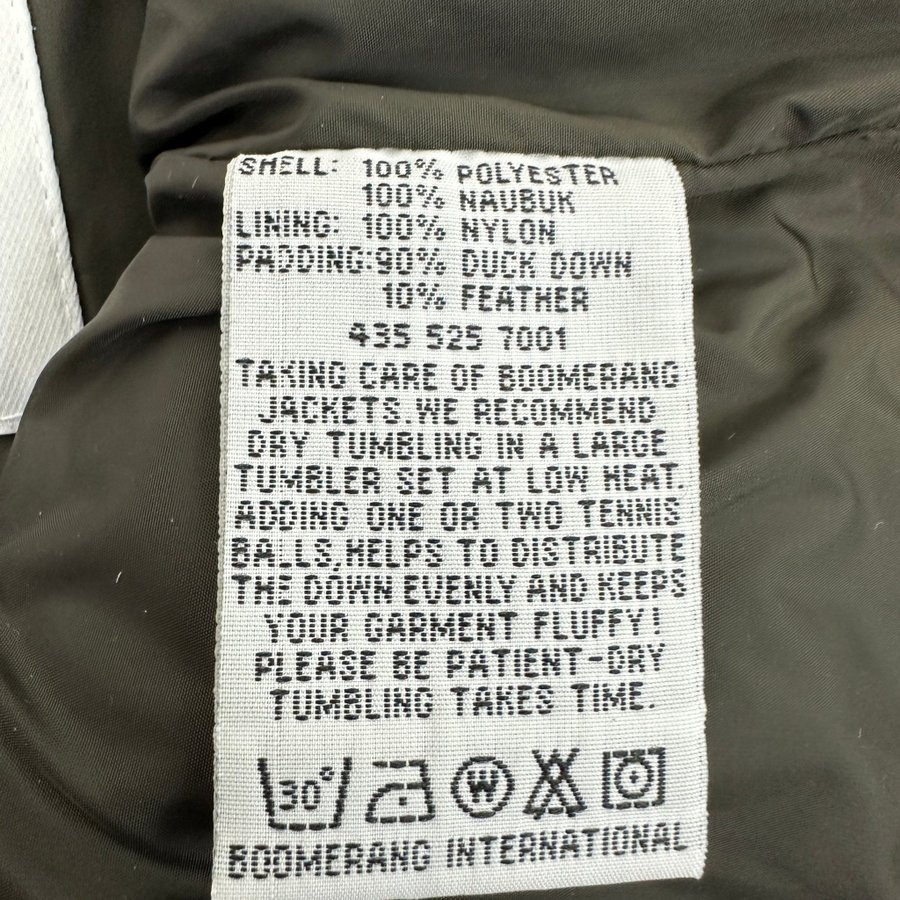 SHELL: 100% POLYESTER
100% NAUBUK
LINING: 100% NYLON
PADDING:90% DUCK DOWN
10% FEATHER
435 525 7001
TAKING CARE OF BOOMERANG
JACKETS.WE RECOMMEND
DRY TUMBLING IN A LARGE
TUMBLER SET AT LOW HEAT.
ADDING ONE OR TWO TENNIS
BALLS,HELPS TO DISTRIBUTE
THE DOWN EVENLY AND KEEPS
YOUR GARMENT FLUFFY!
PLEASE BE PATIENT-DRY
TUMBLING TAKES TIME.
30° W
BOOMERANG INTERNATIONAL